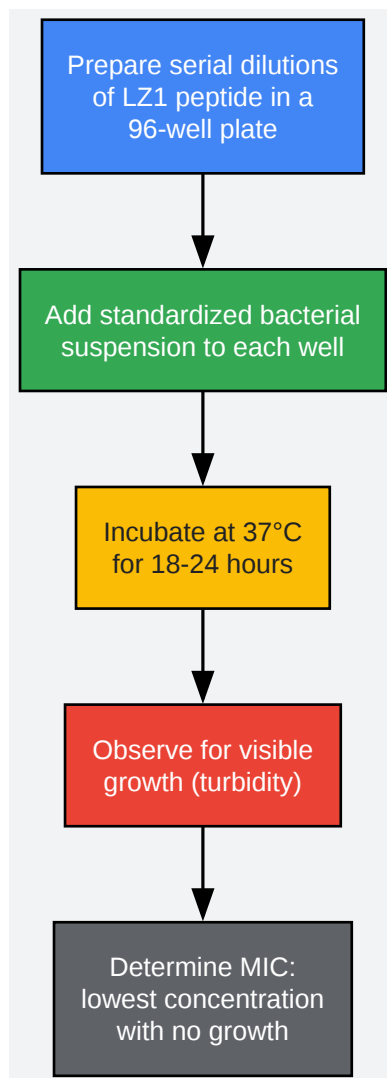 Prepare serial dilutions
of LZ1 peptide in a
96-well plate
Add standardized bacterial
suspension to each well
Incubate at 37°C
for 18-24 hours
Observe for visible
growth (turbidity)
Determine MIC:
lowest concentration
with no growth